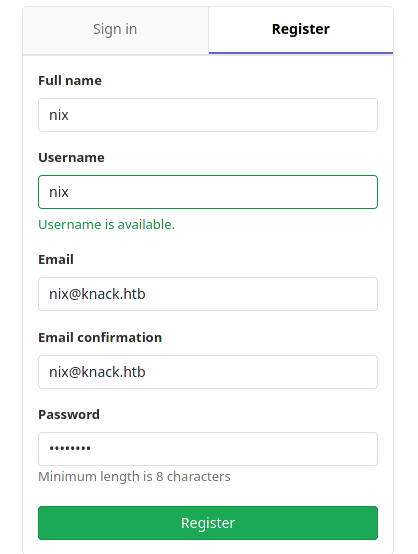 Sign in
Register
Full name
nix
Username
nix
Username is available.
Email
nix@knack.htb
Email confirmation
nix@knack.htb
Password
••••••••
Minimum length is 8 characters
Register